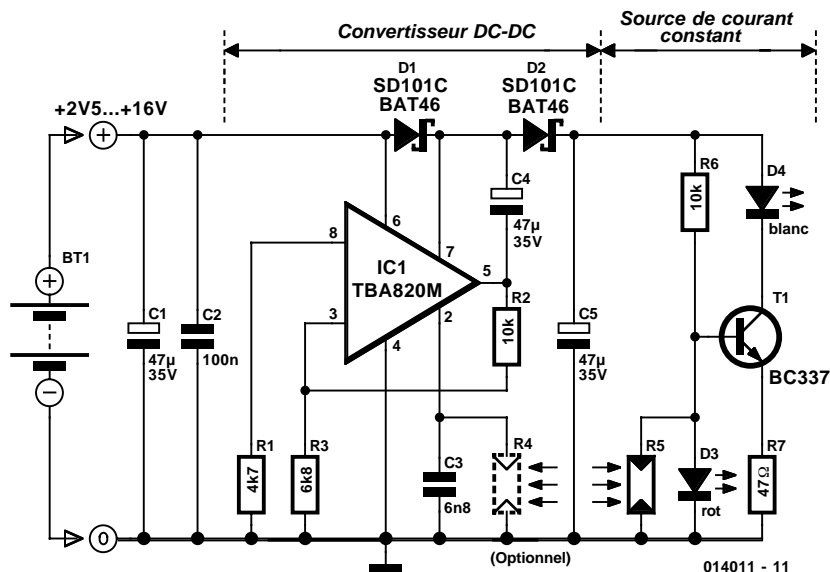 Convertisseur DC-DC
Source de courant
constant
D1
SD101C
BAT46
D2
SD101C
BAT46
+2V5...+16V
+
R6
10k
D4
blanc
C4
47µ
35V
6
8
7
IC1
TBA820M
5
3
2
4
R2
10k
T1
BC337
BT1
+
−
C1
47µ
35V
C2
100n
C5
47µ
35V
R1
4k7
R3
6k8
C3
6n8
R4
R5
D3
rot
R7
47Ω
0
(Optionnel)
014011 - 11